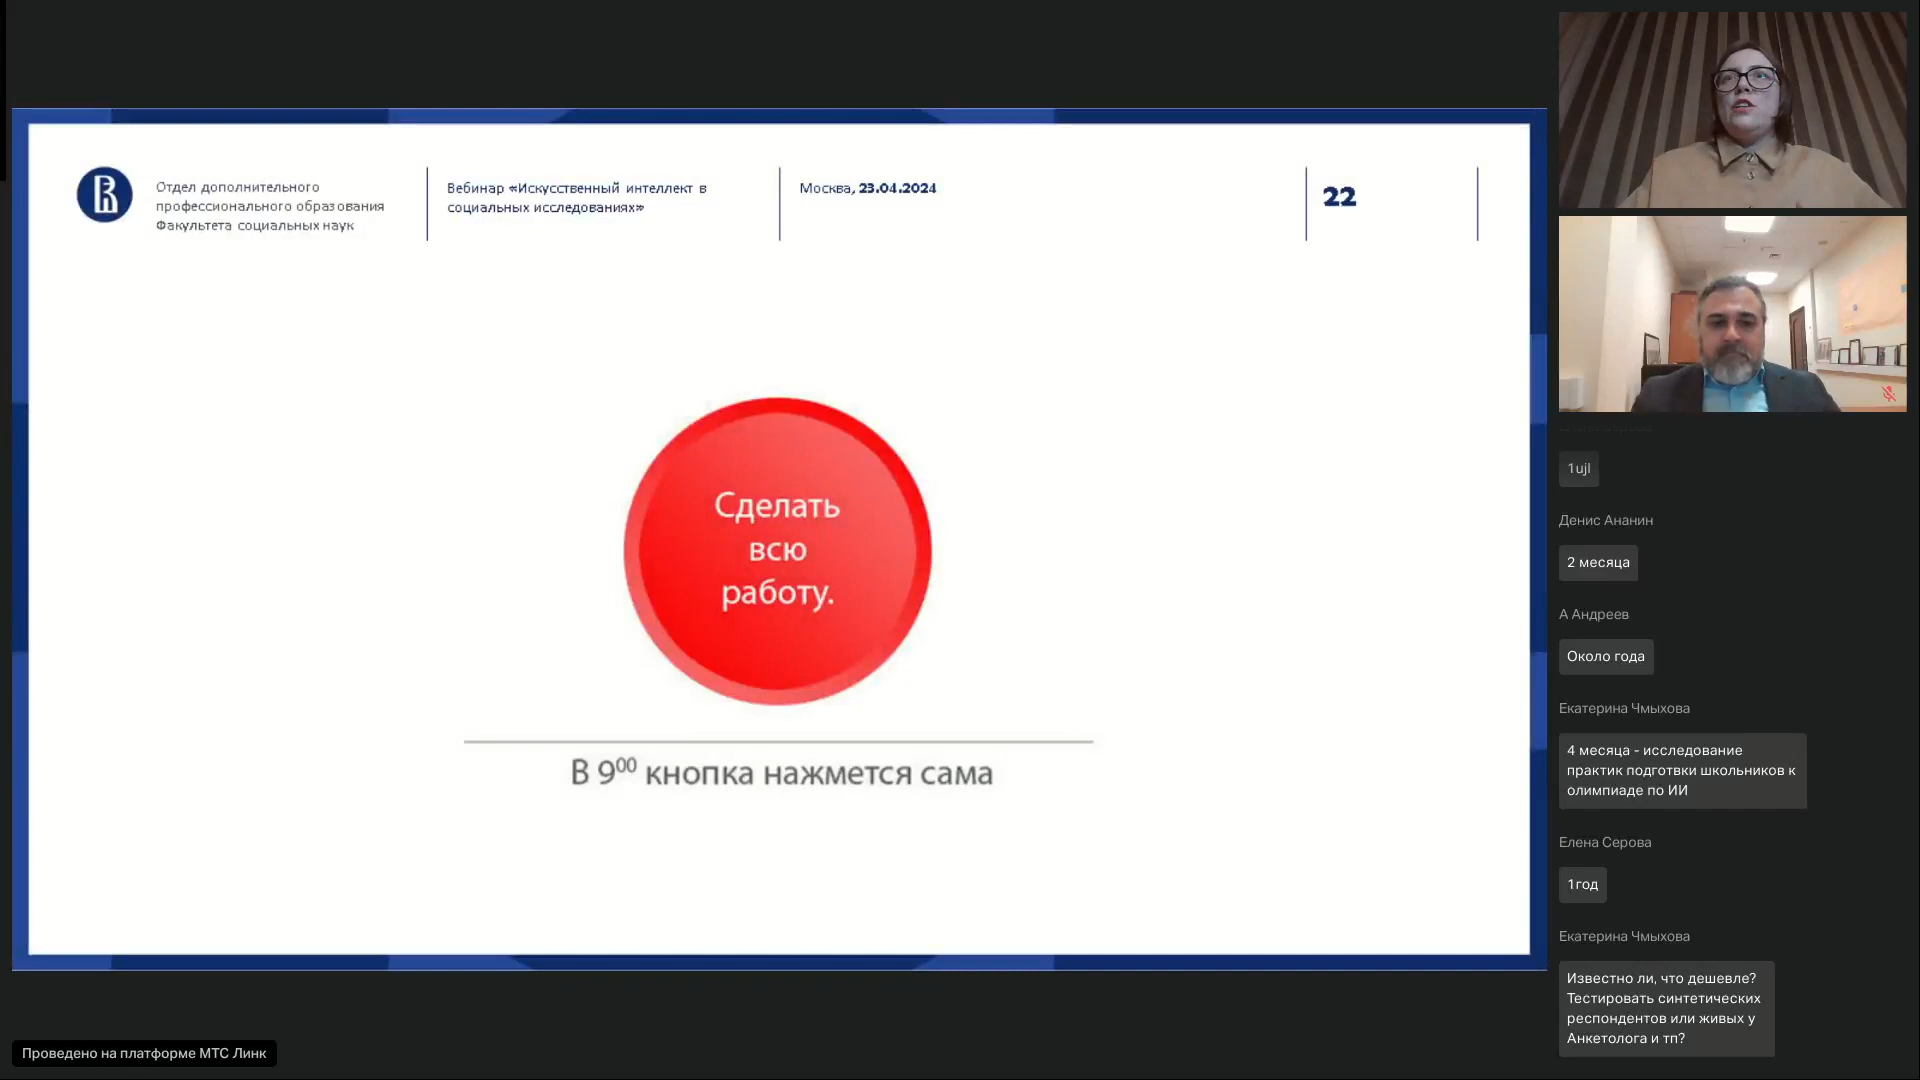 Отдел дополнительного
профессионального образования
Факультета социальных наук
Вебинар «Искусственный интеллект в
социальных исследованиях»
Москва, 23.04.2024
22
Сделать
всю
работу.
В 9⁰⁰ кнопка нажмется сама
1ujl
Денис Ананин
2 месяца
А Андреев
Около года
Екатерина Чмыхова
4 месяца - исследование
практик подготвки школьников к
олимпиаде по ИИ
Елена Серова
1год
Екатерина Чмыхова
Известно ли, что дешевле?
Тестировать синтетических
респондентов или живых у
Анкетолога и тп?
Проведено на платформе МТС Линк